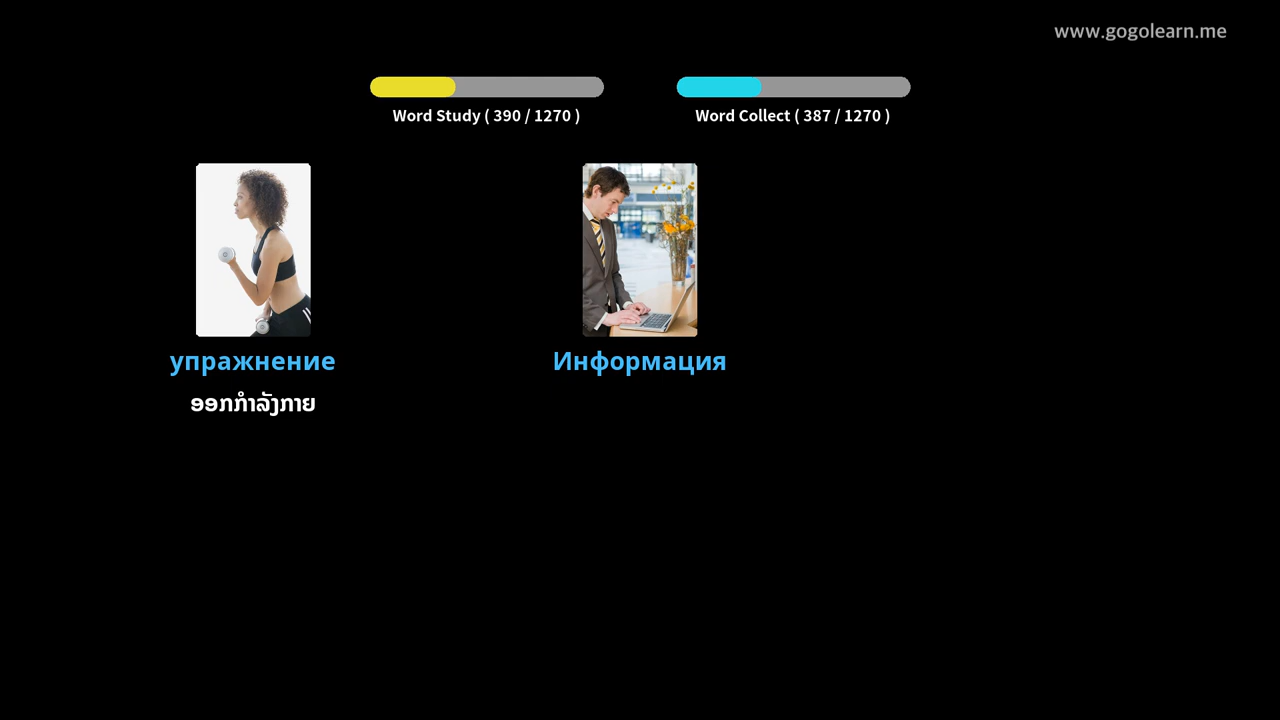 www.gogolearn.me
Word Study ( 390 / 1270 )
Word Collect ( 387 / 1270 )
упражнение
Информация
ອອກກໍາລັງກາຍ